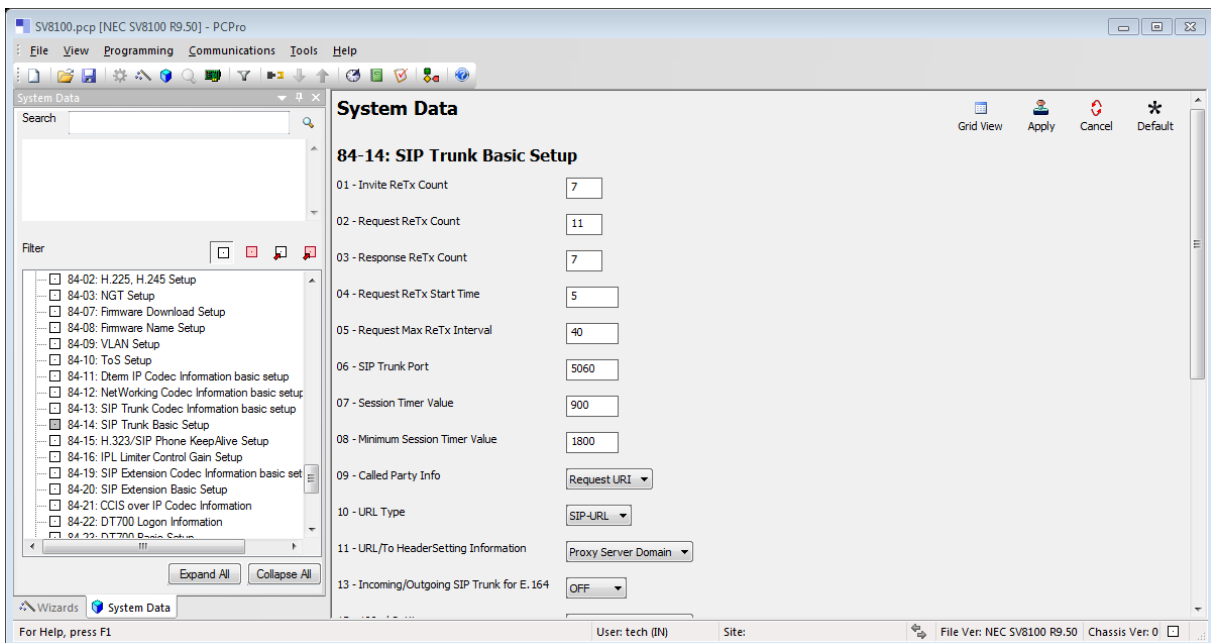 SV8100.pcp [NEC SV8100 R9.50] - PCPro
File View Programming Communications Tools Help
System Data
Search
Filter
84-02: H.225, H.245 Setup
84-03: NGT Setup
84-07: Firmware Download Setup
84-08: Firmware Name Setup
84-09: VLAN Setup
84-10: ToS Setup
84-11: Dterm IP Codec Information basic setup
84-12: NetWorking Codec Information basic setup
84-13: SIP Trunk Codec Information basic setup
84-14: SIP Trunk Basic Setup
84-15: H.323/SIP Phone KeepAlive Setup
84-16: IPL Limiter Control Gain Setup
84-19: SIP Extension Codec Information basic set
84-20: SIP Extension Basic Setup
84-21: CCIS over IP Codec Information
84-22: DT700 Logon Information
84-23: DT700 Basic Setup
Expand All Collapse All
Wizards System Data
System Data
Grid View Apply Cancel Default
84-14: SIP Trunk Basic Setup
01 - Invite ReTx Count 7
02 - Request ReTx Count 11
03 - Response ReTx Count 7
04 - Request ReTx Start Time 5
05 - Request Max ReTx Interval 40
06 - SIP Trunk Port 5060
07 - Session Timer Value 900
08 - Minimum Session Timer Value 1800
09 - Called Party Info Request URI
10 - URL Type SIP-URL
11 - URL/To HeaderSetting Information Proxy Server Domain
13 - Incoming/Outgoing SIP Trunk for E.164 OFF
For Help, press F1 User: tech (IN) Site: File Ver: NEC SV8100 R9.50 Chassis Ver: 0